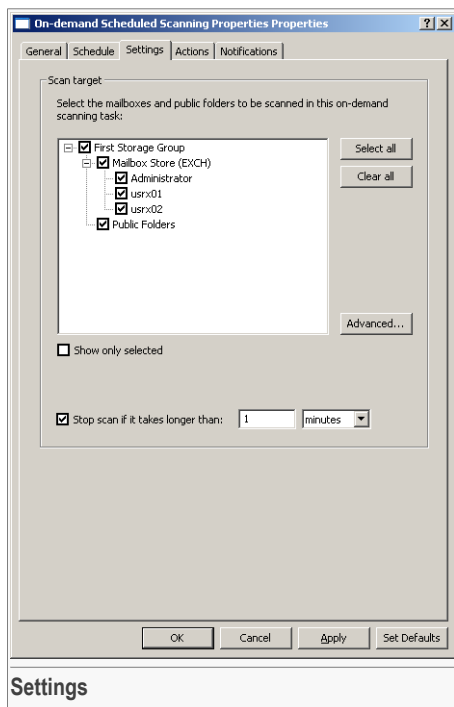 On-demand Scheduled Scanning Properties Properties
General Schedule Settings Actions Notifications
Scan target
Select the mailboxes and public folders to be scanned in this on-demand
scanning task:
First Storage Group
Mailbox Store (EXCH)
Administrator
usrx01
usrx02
Public Folders
Select all
Clear all
Advanced...
Show only selected
Stop scan if it takes longer than: 1 minutes
OK Cancel Apply Set Defaults
Settings